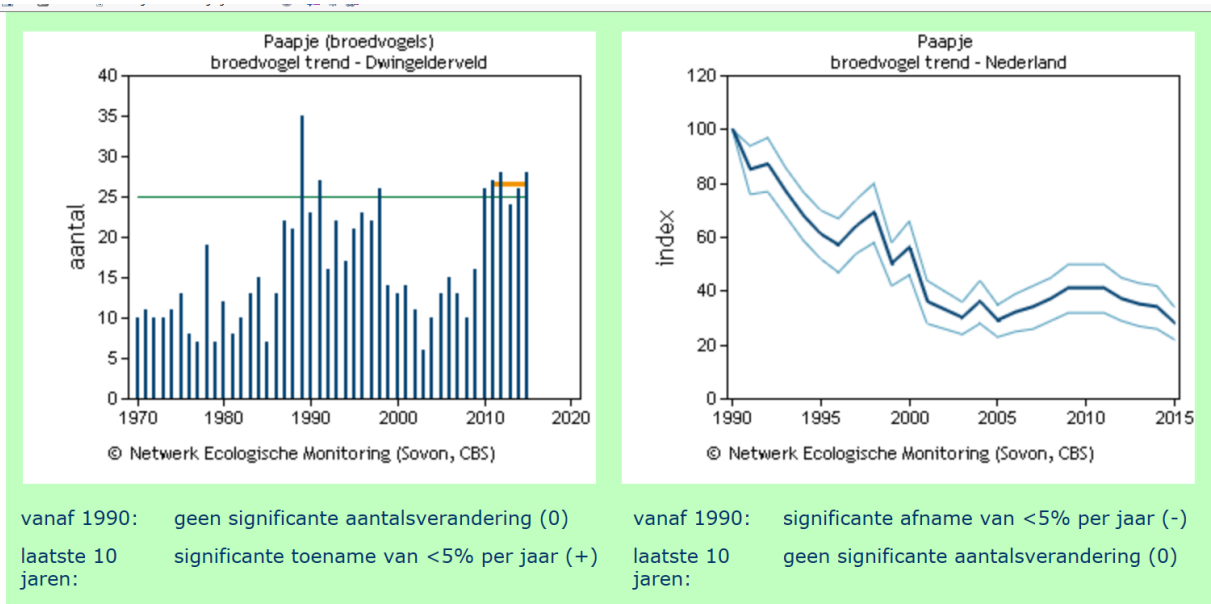 Paapje (broedvogels)
broedvogel trend - Dwingelderveld
40
35
30
25
20
15
10
5
0
aantal
1970 1980 1990 2000 2010 2020
© Netwerk Ecologische Monitoring (Sovon, CBS)
Paapje
broedvogel trend - Nederland
120
100
80
60
40
20
0
index
1990 1995 2000 2005 2010 2015
© Netwerk Ecologische Monitoring (Sovon, CBS)
vanaf 1990: geen significante aantalsverandering (0)
laatste 10 significante toename van <5% per jaar (+)
jaren:
vanaf 1990: significante afname van <5% per jaar (-)
laatste 10 geen significante aantalsverandering (0)
jaren: